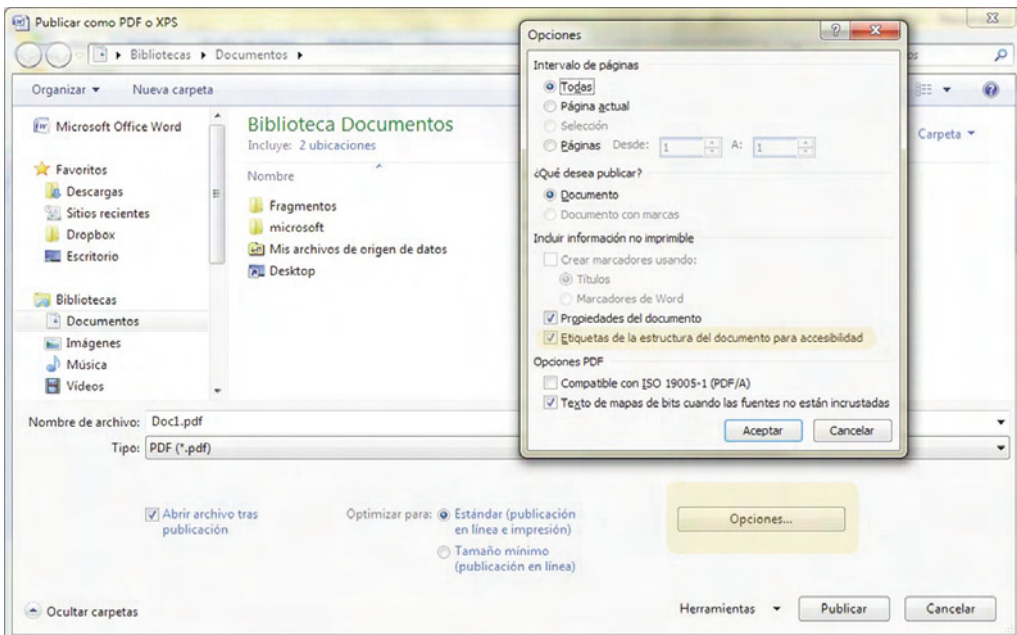 Publicar como PDF o XPS
Bibliotecas
Documentos
Organizar
Nueva carpeta
Microsoft Office Word
Favoritos
Descargas
Sitios recientes
Dropbox
Escritorio
Bibliotecas
Documentos
Imágenes
Música
Vídeos
Biblioteca Documentos
Incluye: 2 ubicaciones
Nombre
Fragmentos
microsoft
Mis archivos de origen de datos
Desktop
Carpeta
Opciones
Intervalo de páginas
Todas
Página actual
Selección
Páginas Desde: 1 A: 1
¿Qué desea publicar?
Documento
Documento con marcas
Incluir información no imprimible
Crear marcadores usando:
Títulos
Marcadores de Word
Propiedades del documento
Etiquetas de la estructura del documento para accesibilidad
Opciones PDF
Compatible con ISO 19005-1 (PDF/A)
Texto de mapas de bits cuando las fuentes no están incrustadas
Aceptar
Cancelar
Nombre de archivo: Doc1.pdf
Tipo: PDF (*.pdf)
Abrir archivo tras
publicación
Optimizar para:
Estándar (publicación
en línea e impresión)
Tamaño mínimo
(publicación en línea)
Opciones...
Ocultar carpetas
Herramientas
Publicar
Cancelar